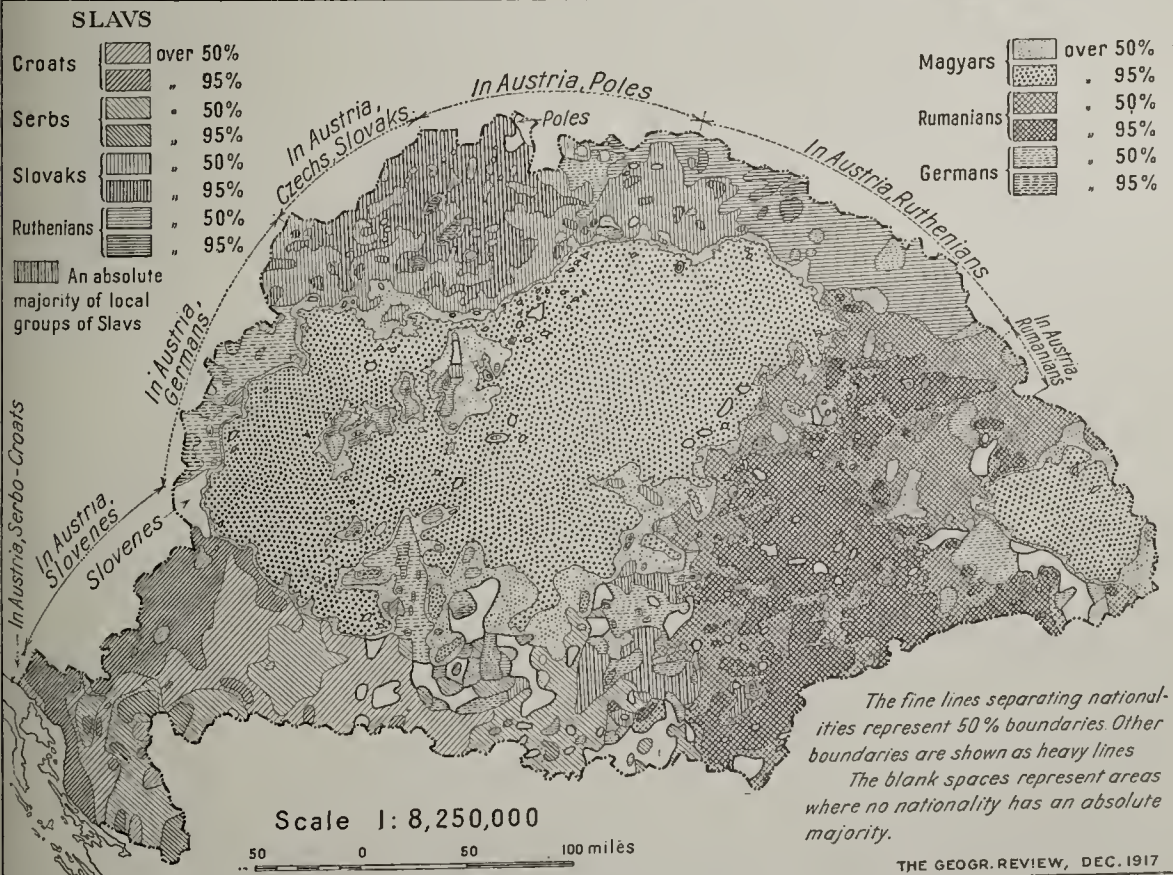 SLAVS
Croats over 50%
„ 95%
Serbs „ 50%
„ 95%
Slovaks „ 50%
„ 95%
Ruthenians „ 50%
„ 95%
An absolute
majority of local
groups of Slavs
Magyars over 50%
„ 95%
Rumanians „ 50%
„ 95%
Germans „ 50%
„ 95%
In Austria, Serbo-Croats
In Austria,
Slovenes
Slovenes
In Austria,
Germans
In Austria,
Czechs, Slovaks.
In Austria, Poles
Poles
In Austria, Ruthenians
In Austria,
Rumanians
The fine lines separating national-
ities represent 50% boundaries. Other
boundaries are shown as heavy lines
The blank spaces represent areas
where no nationality has an absolute
majority.
Scale 1: 8,250,000
50 0 50 100 miles
THE GEOGR. REVIEW, DEC. 1917